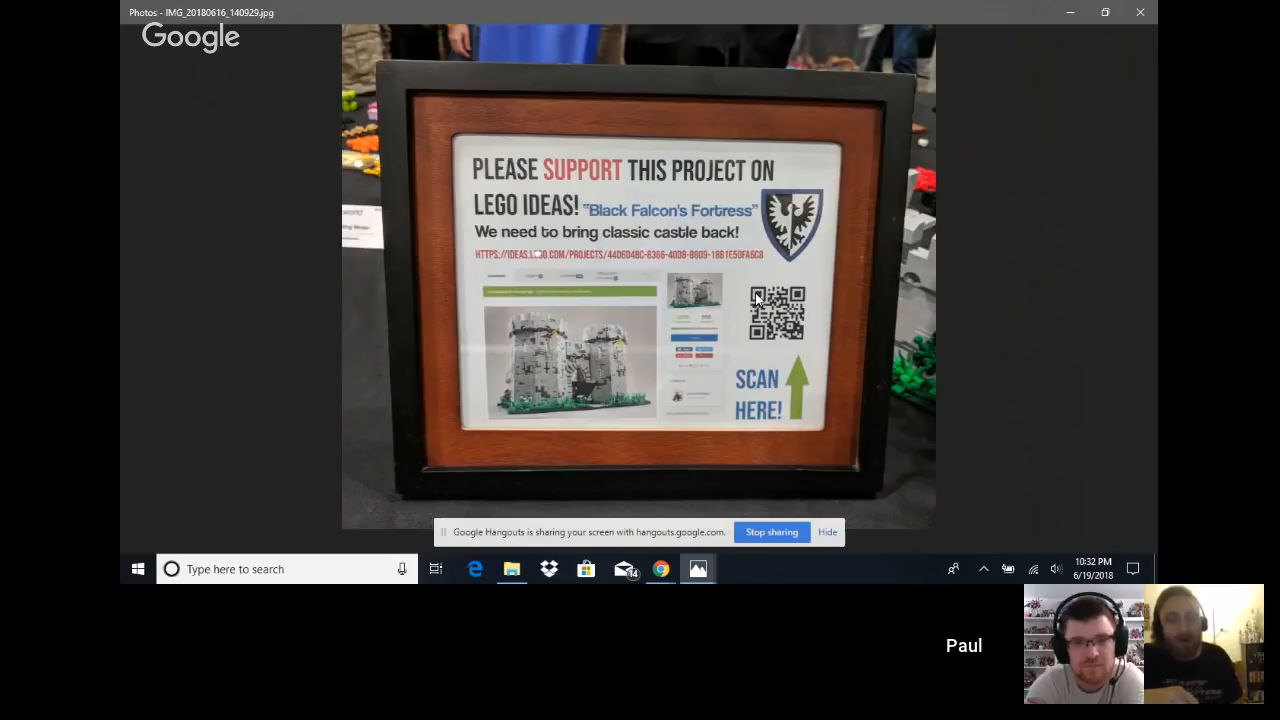 Photos - IMG_20180616_140929.jpg
Google
PLEASE SUPPORT THIS PROJECT ON
LEGO IDEAS! "Black Falcon's Fortress"
We need to bring classic castle back!
SCAN
HERE!
Google Hangouts is sharing your screen with hangouts.google.com.
Stop sharing
Hide
Type here to search
14
10:32 PM
6/19/2018
Paul